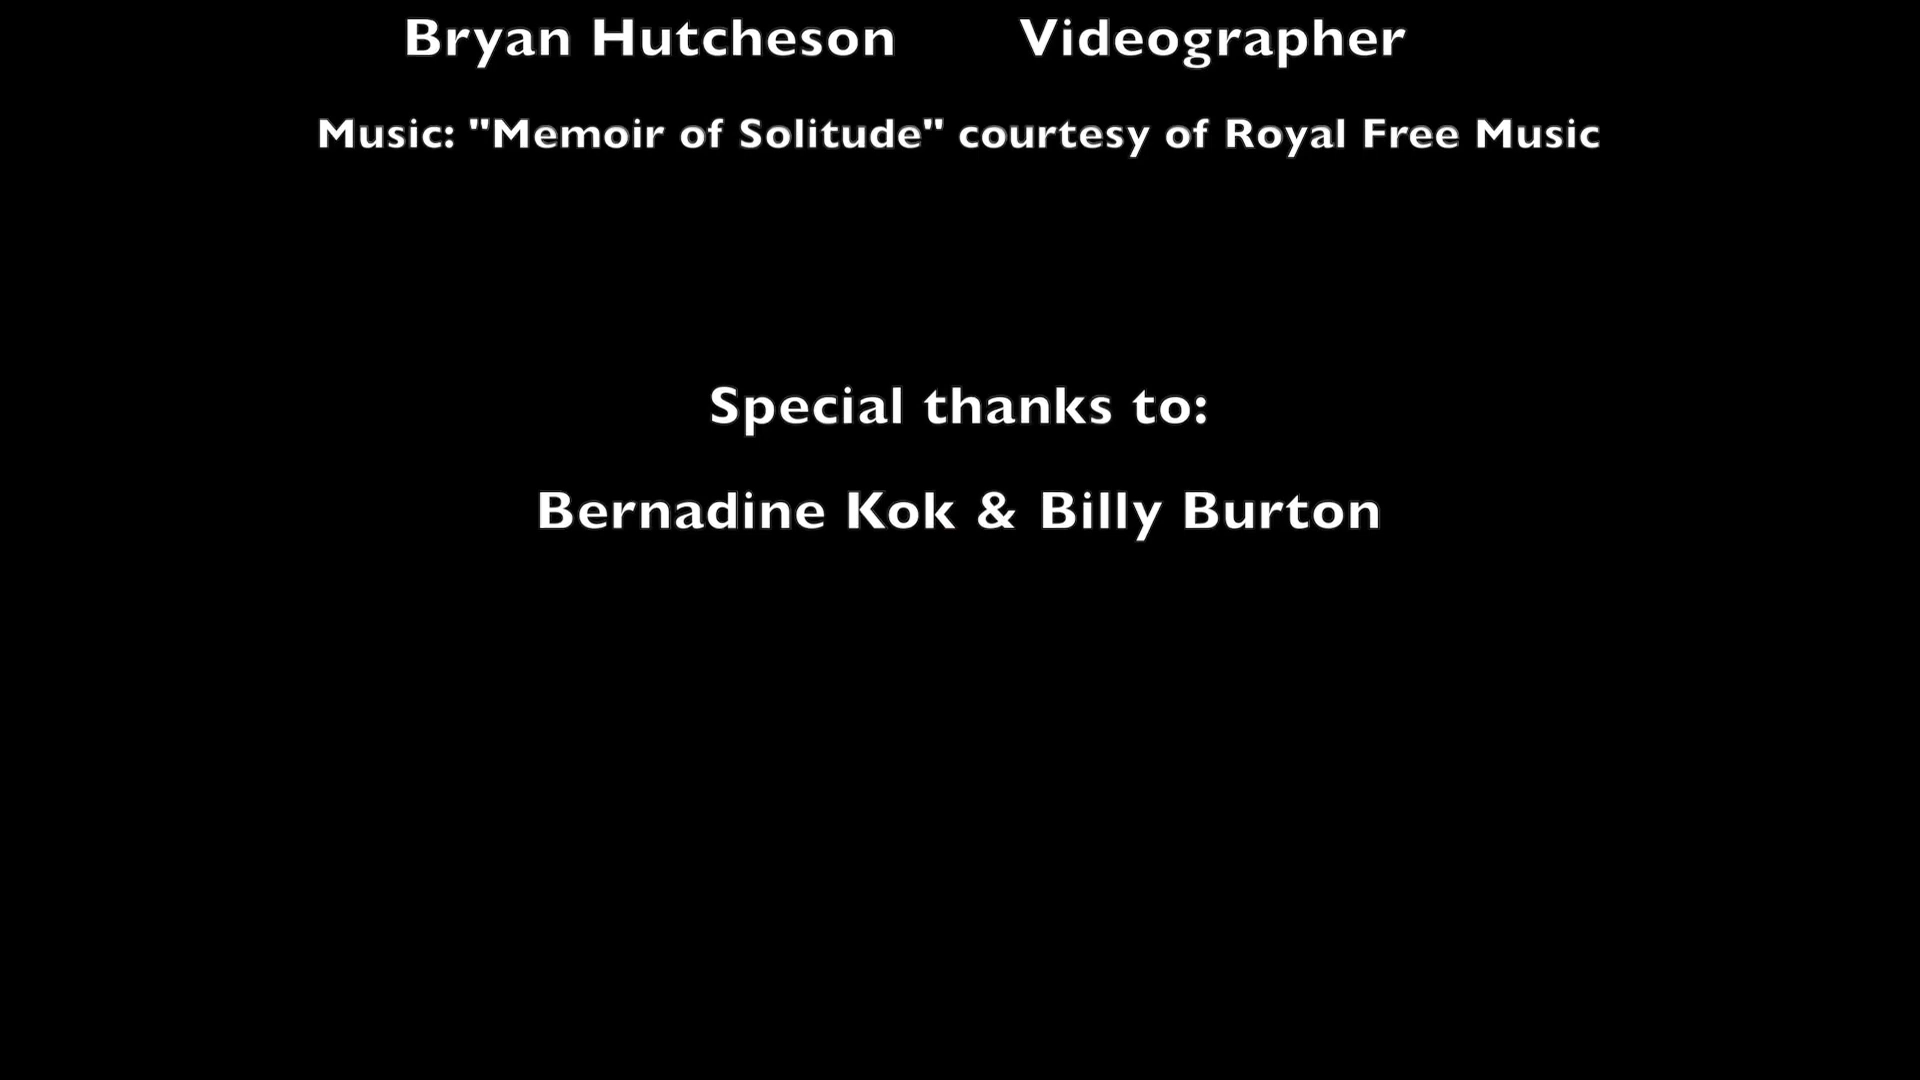 Bryan Hutcheson Videographer
Music: "Memoir of Solitude" courtesy of Royal Free Music
Special thanks to:
Bernadine Kok & Billy Burton